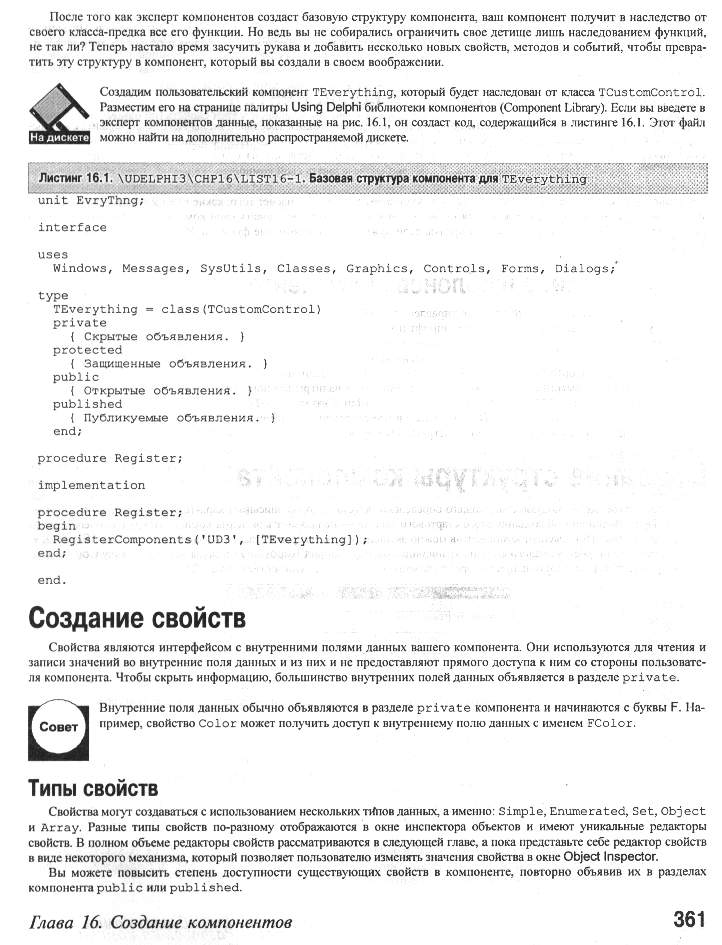 После того как эксперт компонентов создаст базовую структуру компонента, ваш компонент получит в наследство от
своего класса-предка все его функции. Но ведь вы не собирались ограничить свое детище лишь наследованием функций,
не так ли? Теперь настало время засучить рукава и добавить несколько новых свойств, методов и событий, чтобы превра-
тить эту структуру в компонент, который вы создали в своем воображении.
На дискете
Создадим пользовательский компонент TEverything, который будет наследован от класса TCustomControl.
Разместим его на странице палитры Using Delphi библиотеки компонентов (Component Library). Если вы введете в
эксперт компонентов данные, показанные на рис. 16.1, он создаст код, содержащийся в листинге 16.1. Этот файл
можно найти на дополнительно распространяемой дискете.
Листинг 16.1. \UDELPHI3\CHP16\LIST16-1. Базовая структура компонента для TEverything
unit EvryThng;
interface
uses
Windows, Messages, SysUtils, Classes, Graphics, Controls, Forms, Dialogs;
type
TEverything = class(TCustomControl)
private
{ Скрытые объявления. }
protected
{ Защищенные объявления. }
public
{ Открытые объявления. }
published
{ Публикуемые объявления. }
end;
procedure Register;
implementation
procedure Register;
begin
RegisterComponents('UD3', [TEverything]);
end;
end.
Создание свойств
Свойства являются интерфейсом с внутренними полями данных вашего компонента. Они используются для чтения и
записи значений во внутренние поля данных и из них и не предоставляют прямого доступа к ним со стороны пользовате-
ля компонента. Чтобы скрыть информацию, большинство внутренних полей данных объявляется в разделе private.
Совет
Внутренние поля данных обычно объявляются в разделе private компонента и начинаются с буквы F. На-
пример, свойство Color может получить доступ к внутреннему полю данных с именем FColor.
Типы свойств
Свойства могут создаваться с использованием нескольких типов данных, а именно: Simple, Enumerated, Set, Object
и Array. Разные типы свойств по-разному отображаются в окне инспектора объектов и имеют уникальные редакторы
свойств. В полном объеме редакторы свойств рассматриваются в следующей главе, а пока представьте себе редактор свойств
в виде некоторого механизма, который позволяет пользователю изменять значения свойства в окне Object Inspector.
Вы можете повысить степень доступности существующих свойств в компоненте, повторно объявив их в разделах
компонента public или published.
Глава 16. Создание компонентов
361